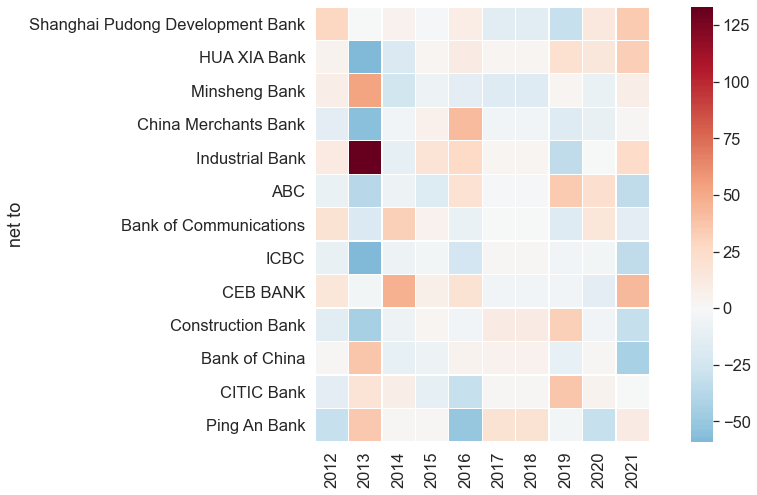 Shanghai Pudong Development Bank
HUA XIA Bank
Minsheng Bank
China Merchants Bank
Industrial Bank
ABC
Bank of Communications
ICBC
CEB BANK
Construction Bank
Bank of China
CITIC Bank
Ping An Bank
net to
2012
2013
2014
2015
2016
2017
2018
2019
2020
2021
125
100
75
50
25
0
−25
−50